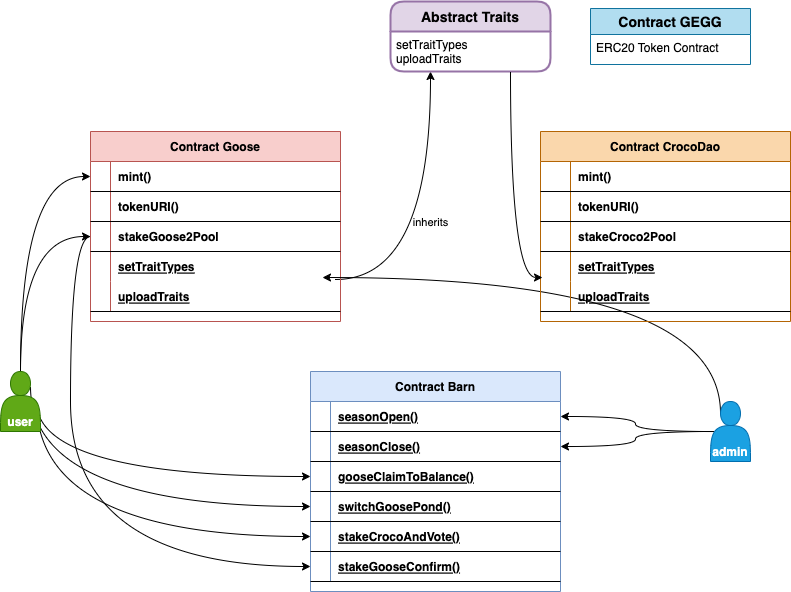 Abstract Traits
setTraitTypes
uploadTraits
Contract GEGG
ERC20 Token Contract
Contract Goose
mint()
tokenURI()
stakeGoose2Pool
setTraitTypes
uploadTraits
inherits
Contract CrocoDao
mint()
tokenURI()
stakeCroco2Pool
setTraitTypes
uploadTraits
user
Contract Barn
seasonOpen()
seasonClose()
gooseClaimToBalance()
switchGoosePond()
stakeCrocoAndVote()
stakeGooseConfirm()
admin